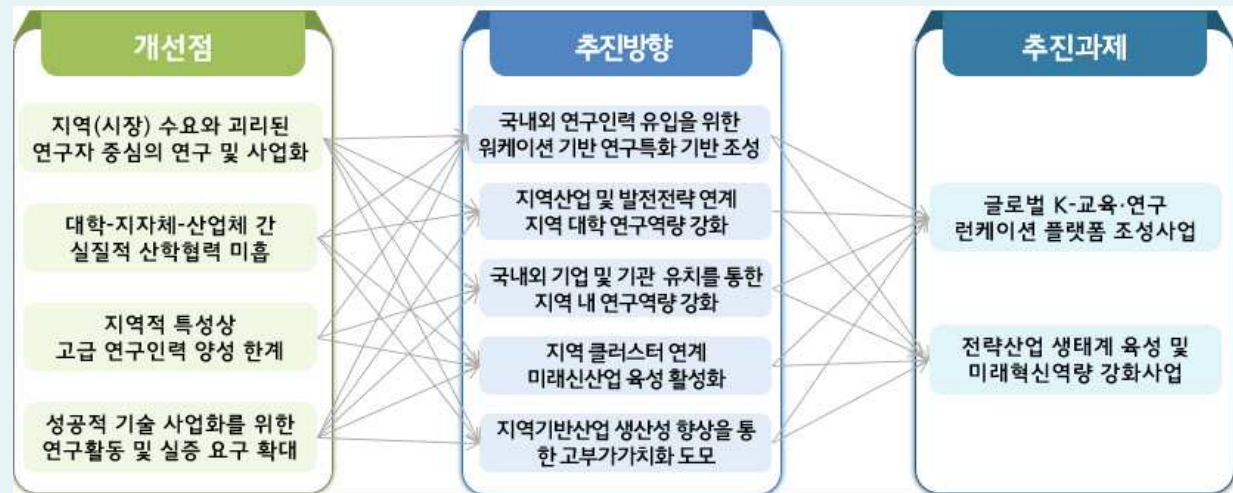 개선점
지역(시장) 수요와 괴리된
연구자 중심의 연구 및 사업화
대학-지자체-산업체 간
실질적 산학협력 미흡
지역적 특성상
고급 연구인력 양성 한계
성공적 기술 사업화를 위한
연구활동 및 실증 요구 확대
추진방향
국내외 연구인력 유입을 위한
워케이션 기반 연구특화 기반 조성
지역산업 및 발전전략 연계
지역 대학 연구역량 강화
국내외 기업 및 기관 유치를 통한
지역 내 연구역량 강화
지역 클러스터 연계
미래신산업 육성 활성화
지역기반산업 생산성 향상을 통
한 고부가가치화 도모
추진과제
글로벌 K-교육·연구
런케이션 플랫폼 조성사업
전략산업 생태계 육성 및
미래혁신역량 강화사업